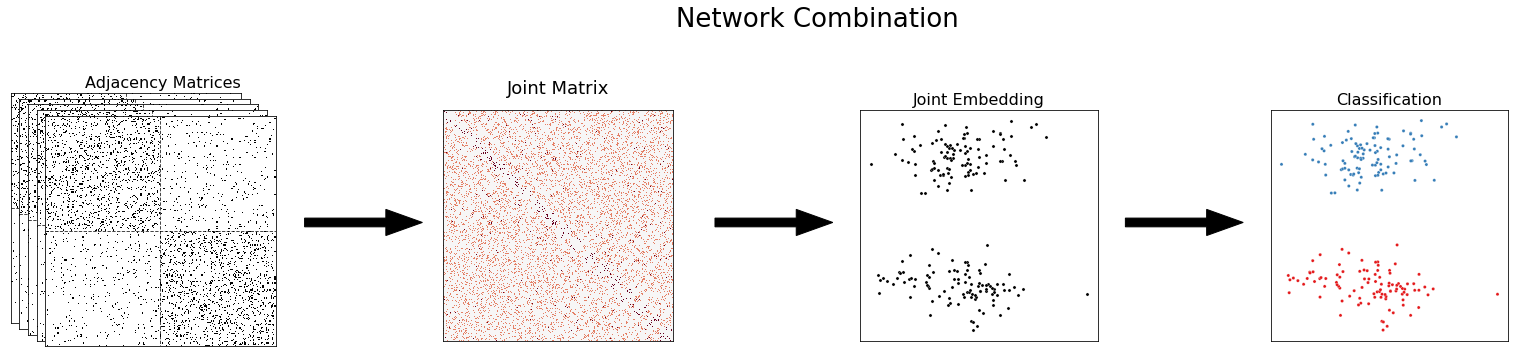 Network Combination
Adjacency Matrices
Joint Matrix
Joint Embedding
Classification